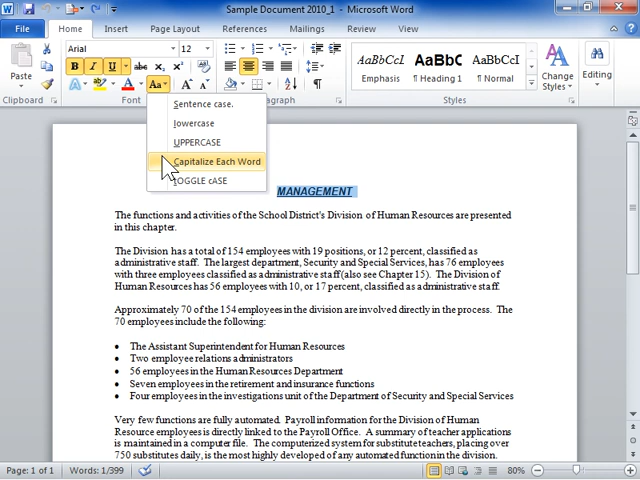 Sample Document 2010_1 - Microsoft Word
File Home Insert Page Layout References Mailings Review View
Paste
Clipboard
Arial 12
B I U abc X₂ X²
A ab A Aa A A
Font
Paragraph
AaBbCcI AaBbC AaBbCcI
Emphasis ¶ Heading 1 ¶ Normal
Change Styles
Styles
Editing
Sentence case.
lowercase
UPPERCASE
Capitalize Each Word
tOGGLE cASE
MANAGEMENT
The functions and activities of the School District's Division of Human Resources are presented
in this chapter.
The Division has a total of 154 employees with 19 positions, or 12 percent, classified as
administrative staff. The largest department, Security and Special Services, has 76 employees
with three employees classified as administrative staff (also see Chapter 15). The Division of
Human Resources has 56 employees with 10, or 17 percent, classified as administrative staff.
Approximately 70 of the 154 employees in the division are involved directly in the process. The
70 employees include the following:
• The Assistant Superintendent for Human Resources
• Two employee relations administrators
• 56 employees in the Human Resources Department
• Seven employees in the retirement and insurance functions
• Four employees in the investigations unit of the Department of Security and Special Services
Very few functions are fully automated. Payroll information for the Division of Human
Resource employees is directly linked to the Payroll Office. A summary of teacher applications
is maintained in a computer file. The computerized system for substitute teachers, placing over
750 substitutes daily, is the most highly developed of any automated function in the division.
Page: 1 of 1 Words: 1/399 80%